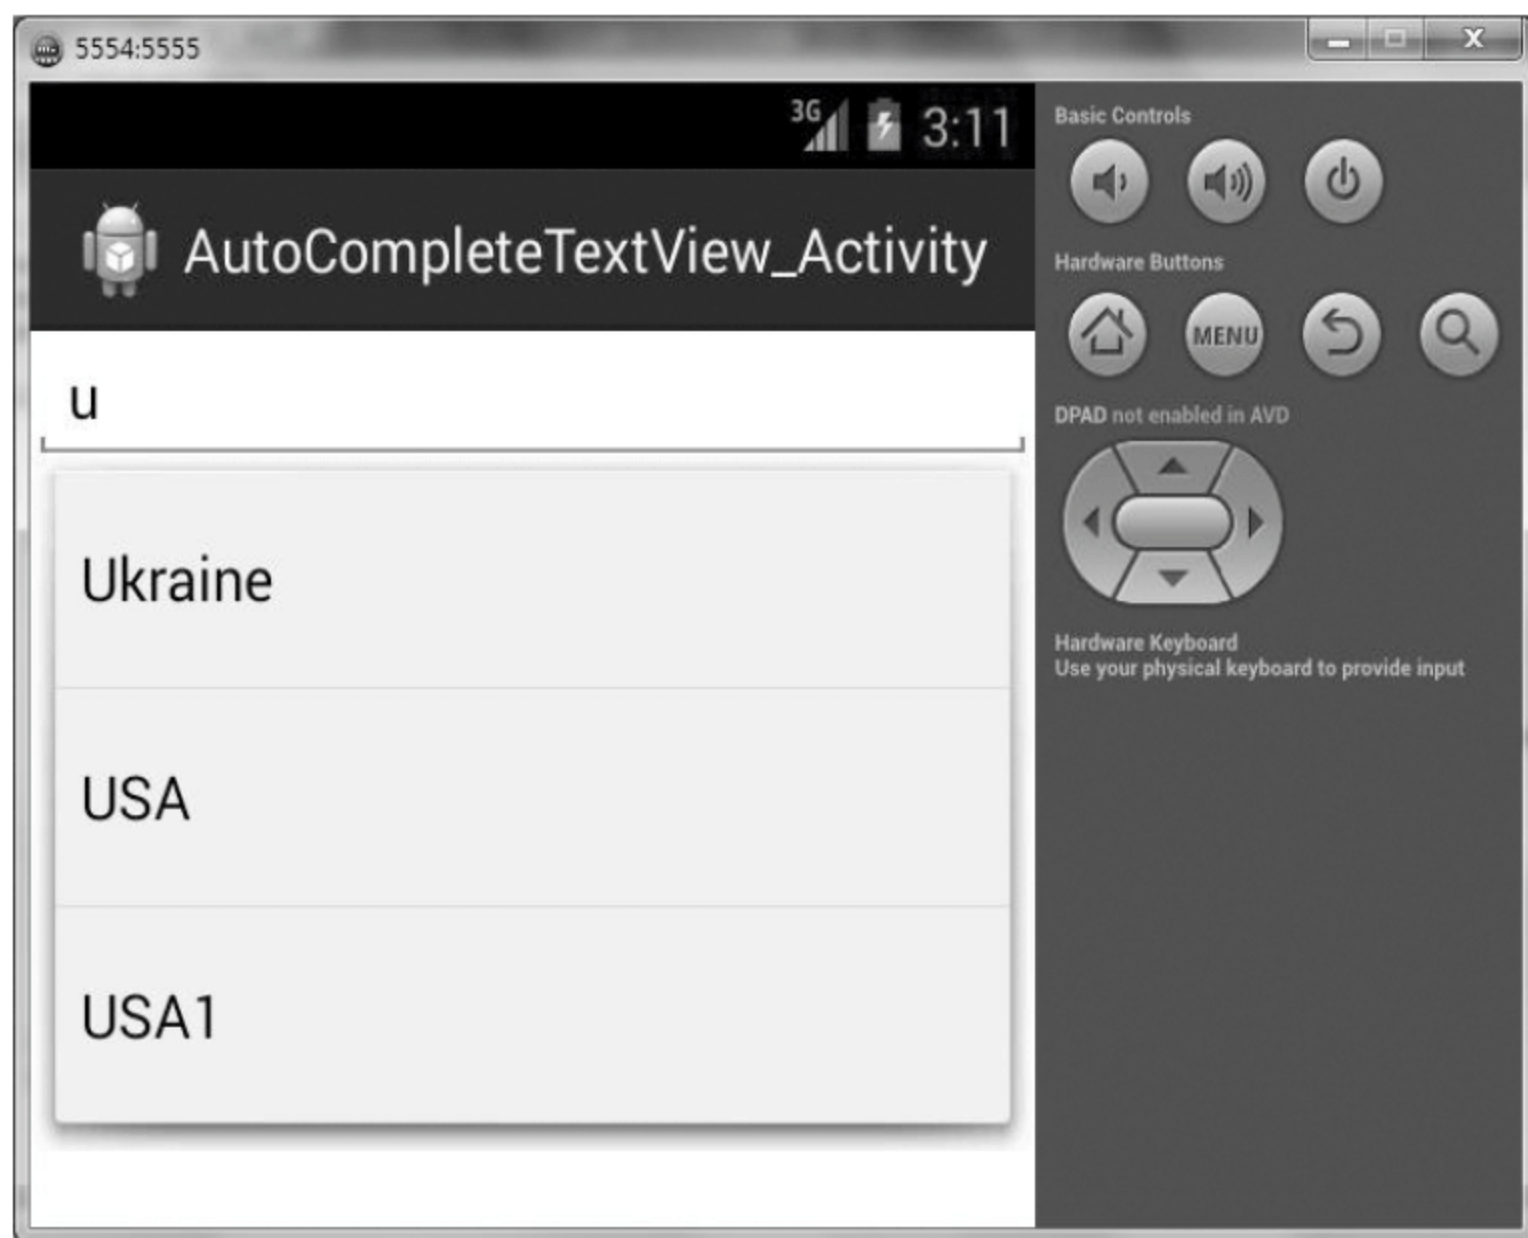 5554:5555
3G 3:11
AutoCompleteTextView_Activity
u
Ukraine
USA
USA1
Basic Controls
Hardware Buttons
MENU
DPAD not enabled in AVD
Hardware Keyboard
Use your physical keyboard to provide input